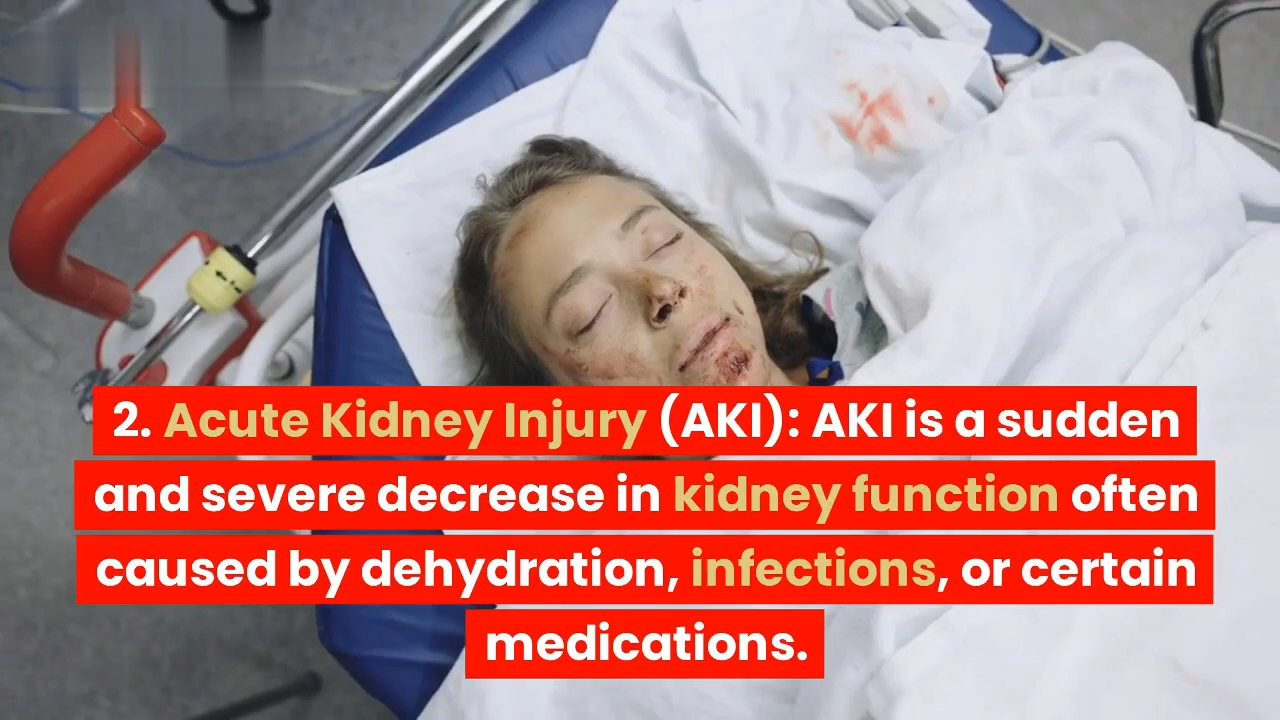 2. Acute Kidney Injury (AKI): AKI is a sudden
and severe decrease in kidney function often
caused by dehydration, infections, or certain
medications.